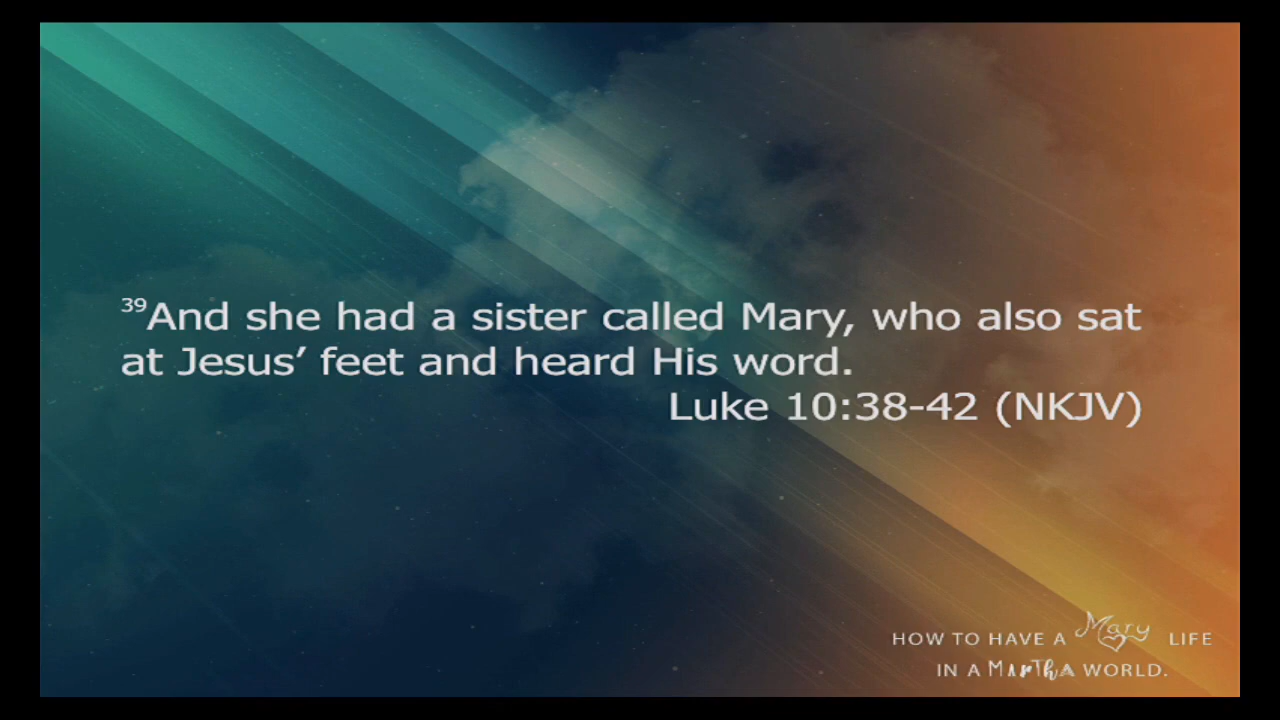 ³⁹And she had a sister called Mary, who also sat
at Jesus’ feet and heard His word.
Luke 10:38-42 (NKJV)
HOW TO HAVE A Mary LIFE
IN A MARThA WORLD.